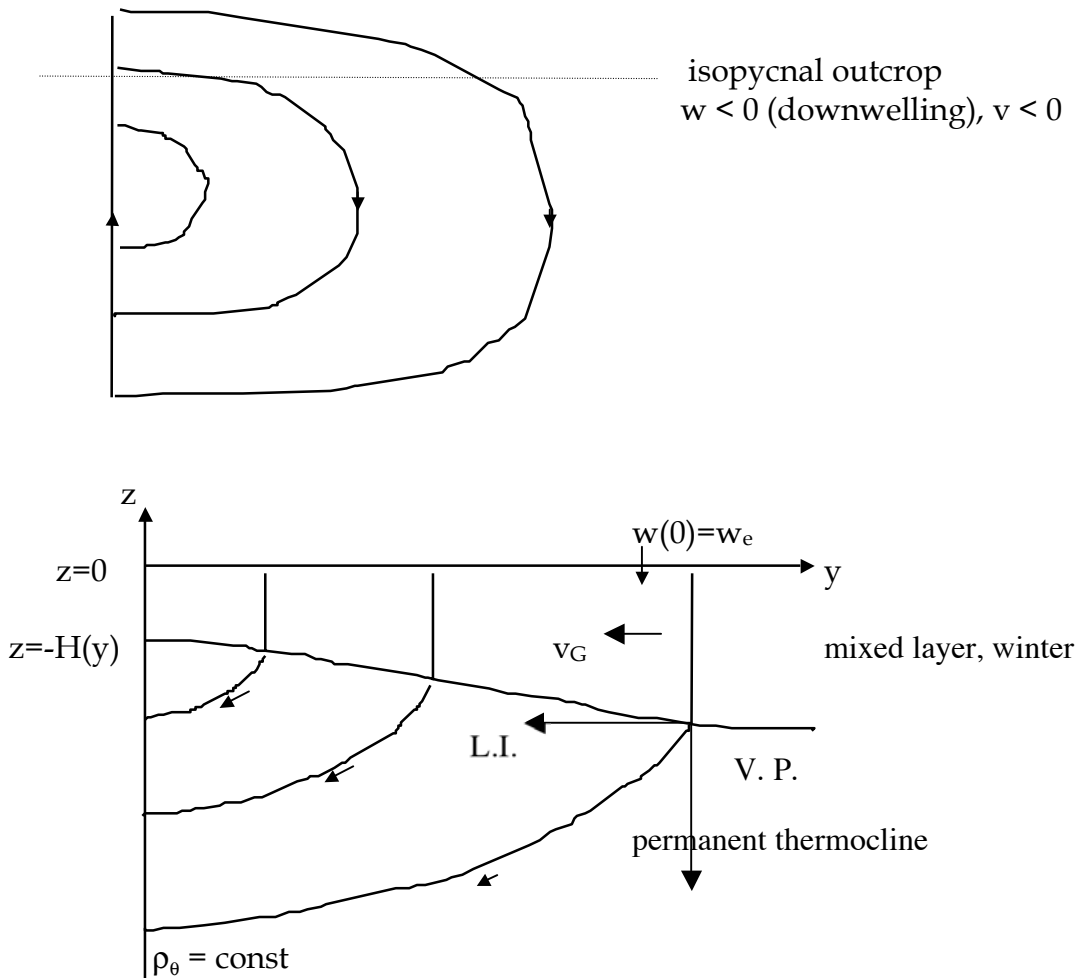 isopycnal outcrop
w < 0 (downwelling), v < 0
z
w(0)=wₑ
z=0
y
z=-H(y)
v_G
mixed layer, winter
L.I.
V. P.
permanent thermocline
ρ_θ = const